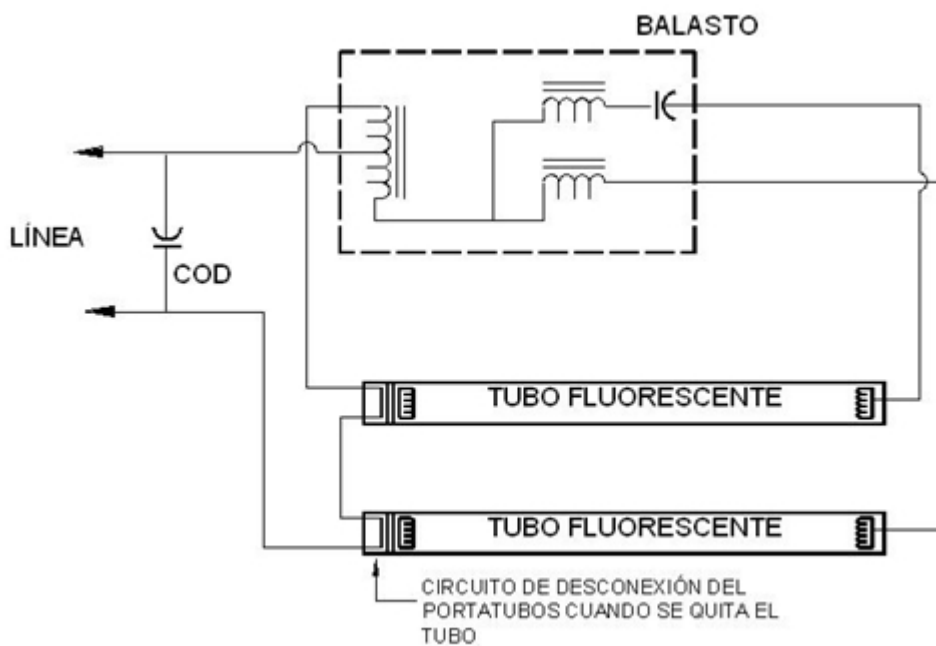 BALASTO
LÍNEA
COD
TUBO FLUORESCENTE
TUBO FLUORESCENTE
CIRCUITO DE DESCONEXIÓN DEL
PORTATUBOS CUANDO SE QUITA EL
TUBO